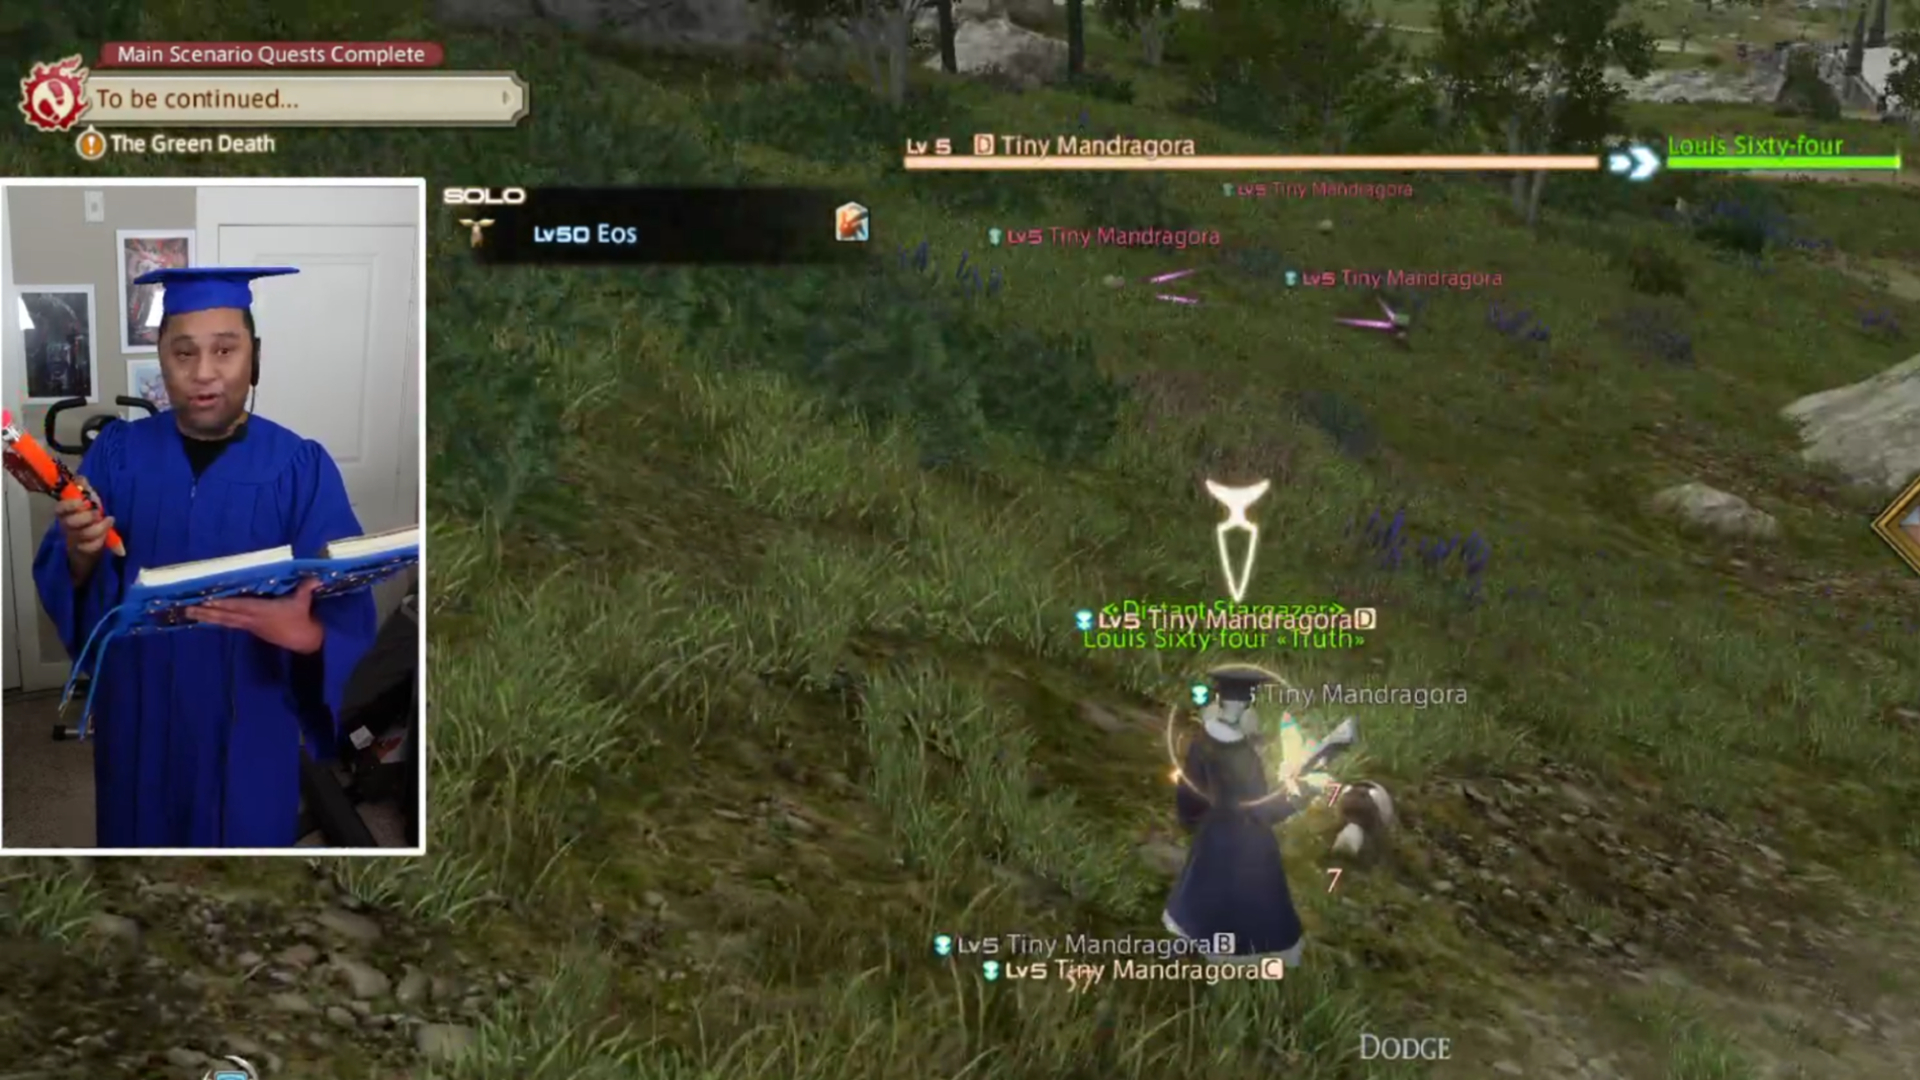 Main Scenario Quests Complete
To be continued...
The Green Death
Lv 5 D Tiny Mandragora
Louis Sixty-four
Lv5 Tiny Mandragora
SOLO
Lv50 Eos
Lv5 Tiny Mandragora
Lv5 Tiny Mandragora
«Distant Stargazer»
Lv5 Tiny Mandragora D
Louis Sixty-four «Truth»
Tiny Mandragora
7
7
Lv5 Tiny Mandragora B
Lv5 Tiny Mandragora C
DODGE